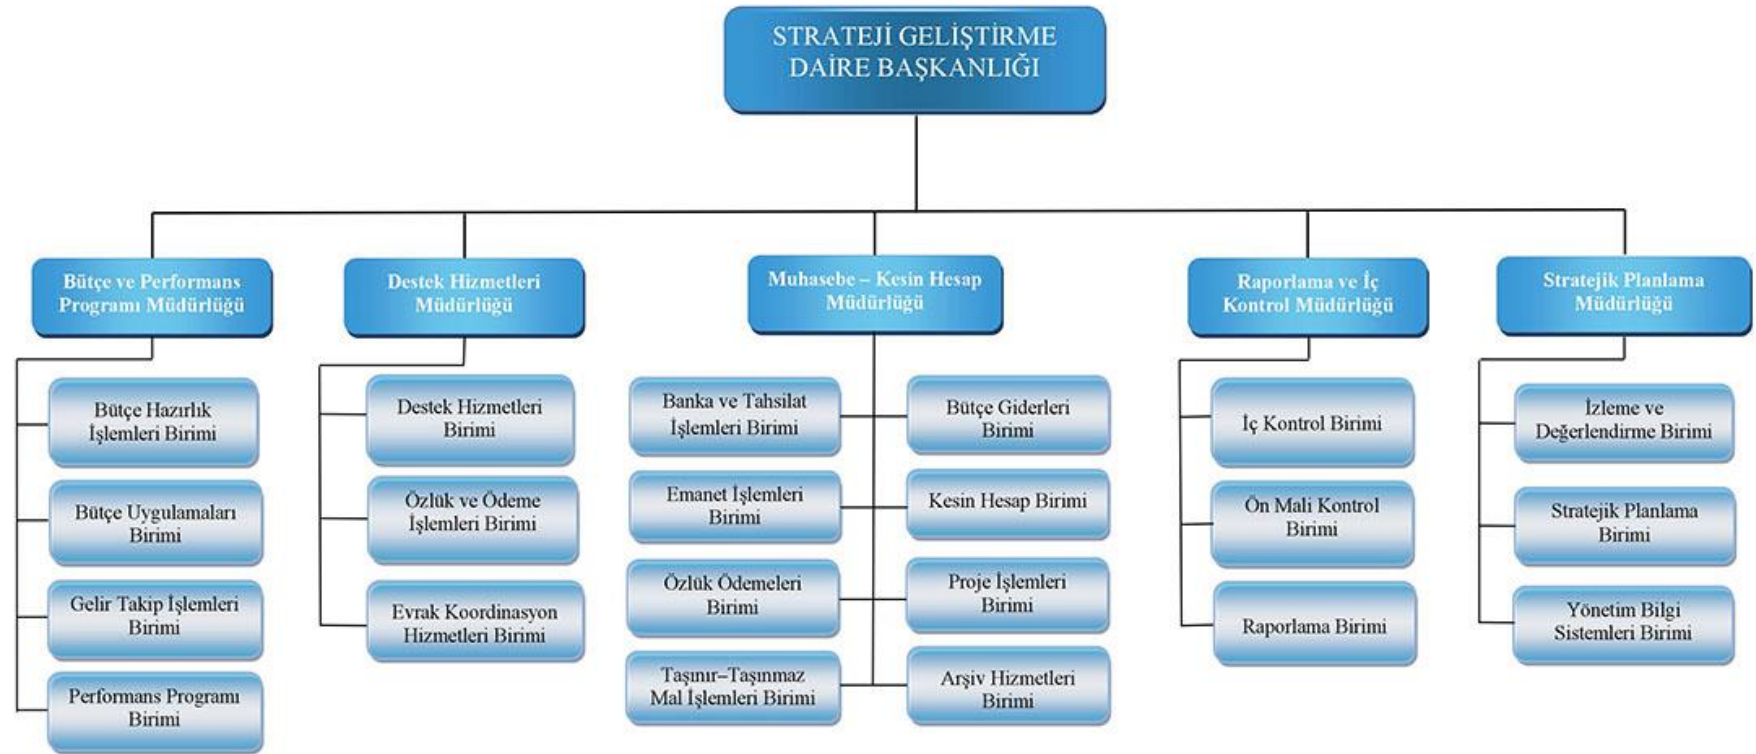 STRATEJİ GELİŞTİRME
DAİRE BAŞKANLIĞI
Bütçe ve Performans
Programı Müdürlüğü
Bütçe Hazırlık
İşlemleri Birimi
Bütçe Uygulamaları
Birimi
Gelir Takip İşlemleri
Birimi
Performans Programı
Birimi
Destek Hizmetleri
Müdürlüğü
Destek Hizmetleri
Birimi
Özlük ve Ödeme
İşlemleri Birimi
Evrak Koordinasyon
Hizmetleri Birimi
Muhasebe – Kesin Hesap
Müdürlüğü
Banka ve Tahsilat
İşlemleri Birimi
Emanet İşlemleri
Birimi
Özlük Ödemeleri
Birimi
Taşınır–Taşınmaz
Mal İşlemleri Birimi
Bütçe Giderleri
Birimi
Kesin Hesap Birimi
Proje İşlemleri
Birimi
Arşiv Hizmetleri
Birimi
Raporlama ve İç
Kontrol Müdürlüğü
İç Kontrol Birimi
Ön Mali Kontrol
Birimi
Raporlama Birimi
Stratejik Planlama
Müdürlüğü
İzleme ve
Değerlendirme Birimi
Stratejik Planlama
Birimi
Yönetim Bilgi
Sistemleri Birimi